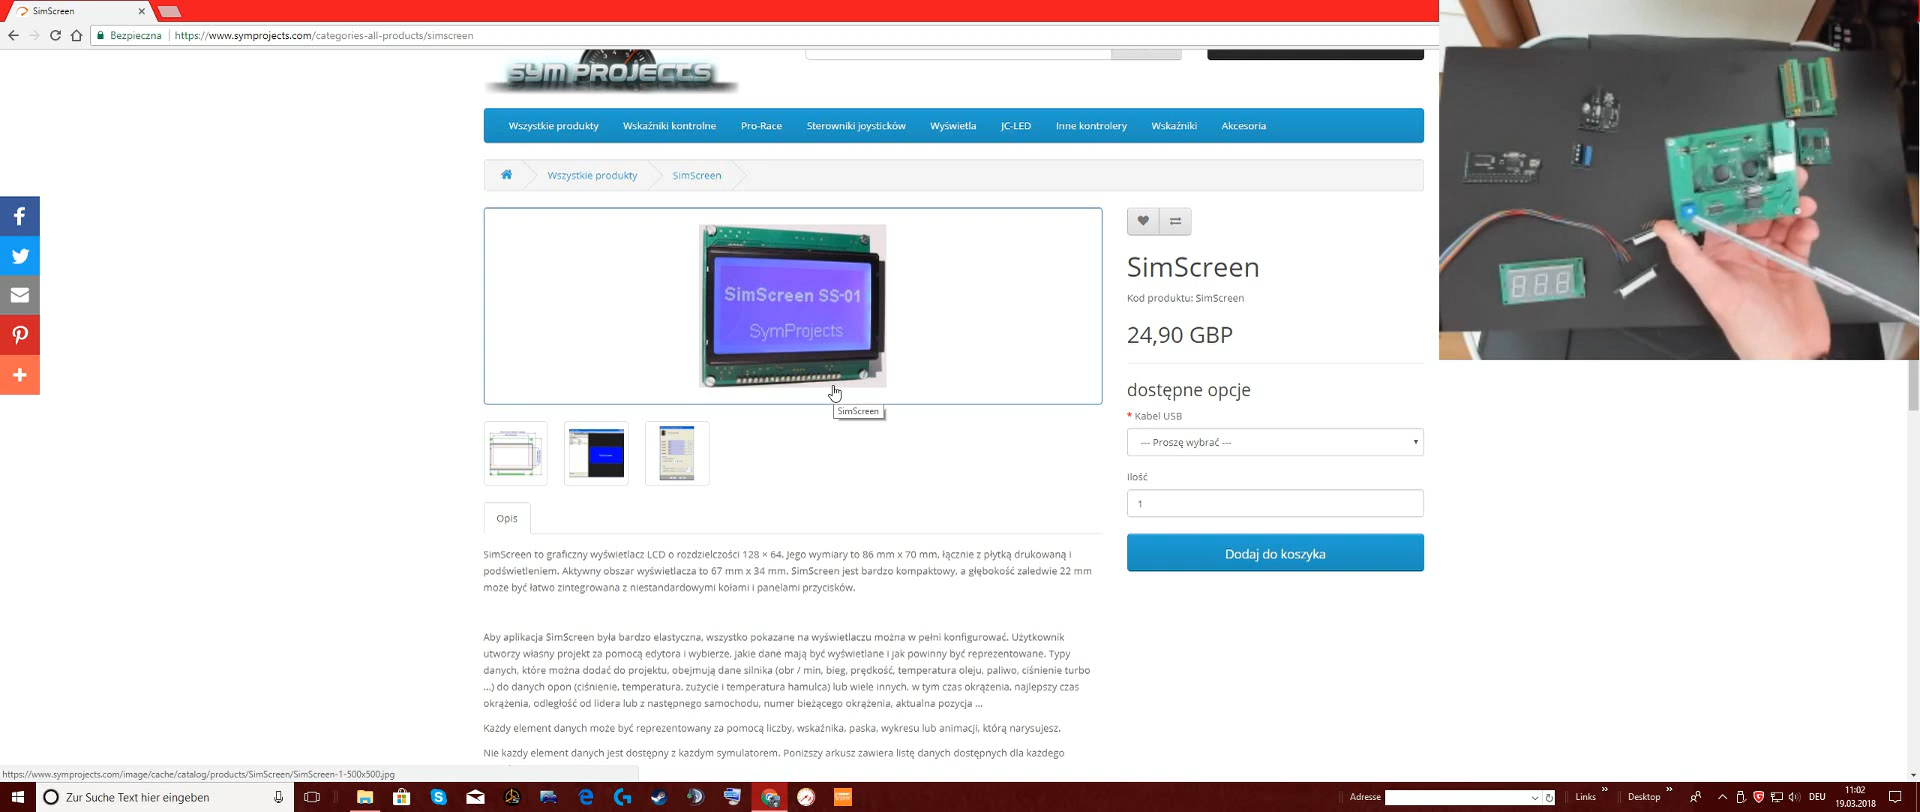 SimScreen
Bezpieczna
https://www.symprojects.com/categories-all-products/simscreen
SYM PROJECTS
Wszystkie produkty
Wskaźniki kontrolne
Pro-Race
Sterowniki joysticków
Wyświetla
JC-LED
Inne kontrolery
Wskaźniki
Akcesoria
Wszystkie produkty
SimScreen
SimScreen SS-01
SymProjects
SimScreen
SimScreen
Kod produktu: SimScreen
24,90 GBP
dostępne opcje
* Kabel USB
--- Proszę wybrać ---
Ilość
1
Dodaj do koszyka
Opis
SimScreen to graficzny wyświetlacz LCD o rozdzielczości 128 × 64. Jego wymiary to 86 mm x 70 mm, łącznie z płytką drukowaną i
podświetleniem. Aktywny obszar wyświetlacza to 67 mm x 34 mm. SimScreen jest bardzo kompaktowy, a głębokość zaledwie 22 mm
może być łatwo zintegrowana z niestandardowymi kołami i panelami przycisków.
Aby aplikacja SimScreen była bardzo elastyczna, wszystko pokazane na wyświetlaczu można w pełni konfigurować. Użytkownik
utworzy własny projekt za pomocą edytora i wybierze, jakie dane mają być wyświetlane i jak powinny być reprezentowane. Typy
danych, które można dodać do projektu, obejmują dane silnika (obr / min, bieg, prędkość, temperatura oleju, paliwo, ciśnienie turbo
...) do danych opon (ciśnienie, temperatura, zużycie i temperatura hamulca) lub wiele innych, w tym czas okrążenia, najlepszy czas
okrążenia, odległość od lidera lub z następnego samochodu, numer bieżącego okrążenia, aktualna pozycja ...
Każdy element danych może być reprezentowany za pomocą liczby, wskaźnika, paska, wykresu lub animacji, którą narysujesz.
Nie każdy element danych jest dostępny z każdym symulatorem. Poniższy arkusz zawiera listę danych dostępnych dla każdego
https://www.symprojects.com/image/cache/catalog/products/SimScreen/SimScreen-1-500x500.jpg
Zur Suche Text hier eingeben
Adresse
Links
Desktop
DEU
11:02
19.03.2018